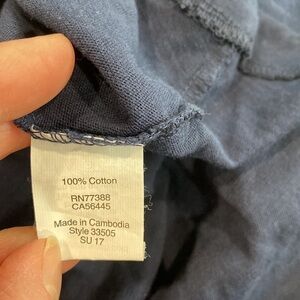 100% Cotton
RN77388
CA56445
Made in Cambodia
Style 33505
SU 17